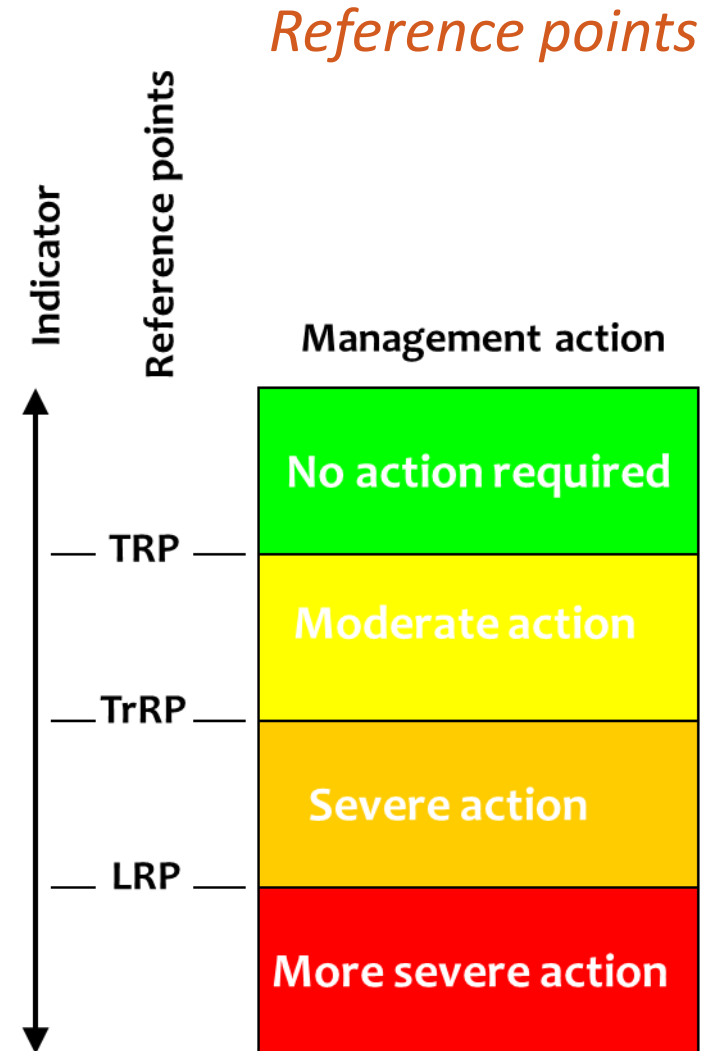 Reference points
Indicator
Reference points
Management action
No action required
TRP
Moderate action
TrRP
Severe action
LRP
More severe action